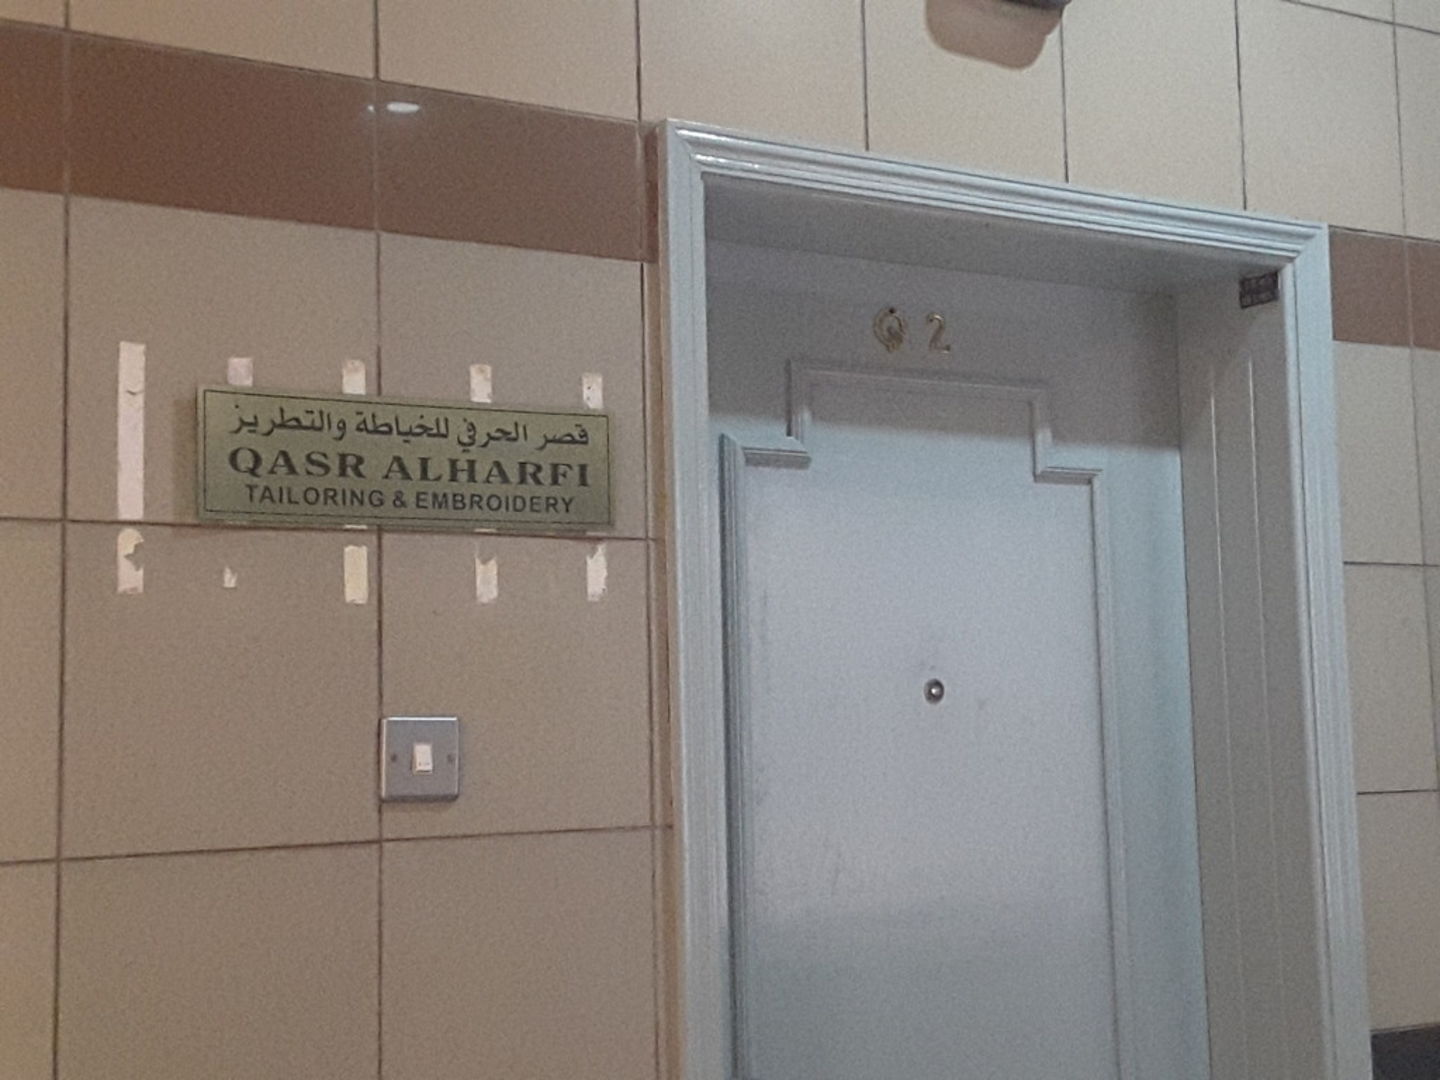 قصر الحرفي للخياطة والتطريز
QASR ALHARFI
TAILORING & EMBROIDERY
2